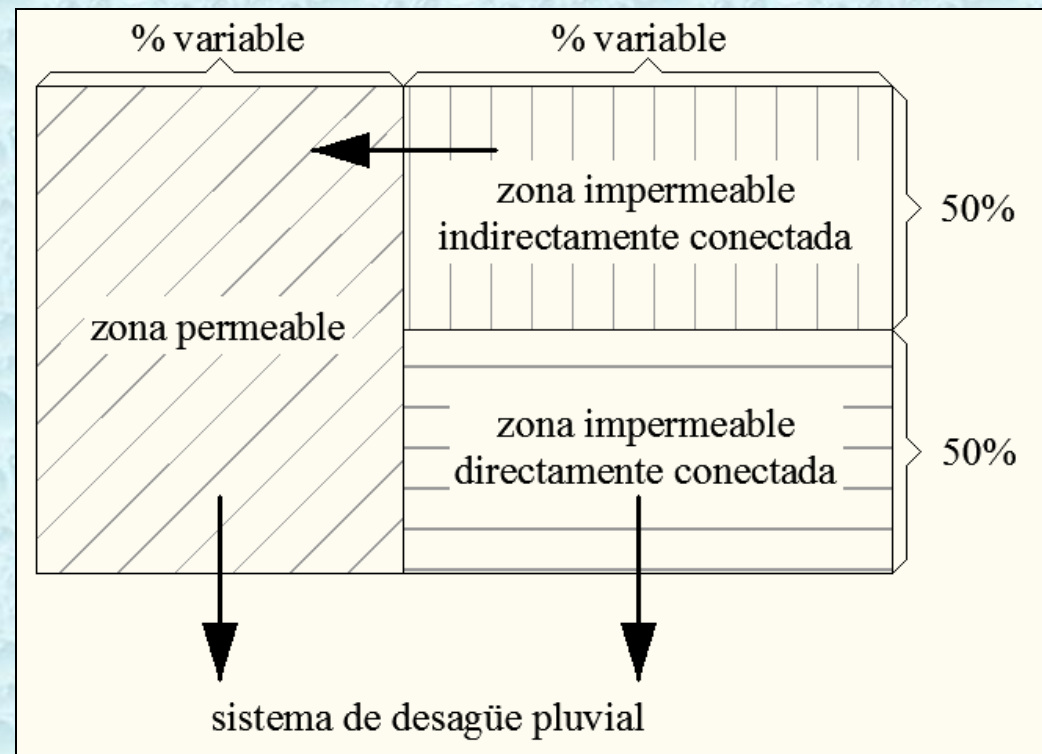 % variable
% variable
zona impermeable
indirectamente conectada
50%
zona permeable
zona impermeable
directamente conectada
50%
sistema de desagüe pluvial